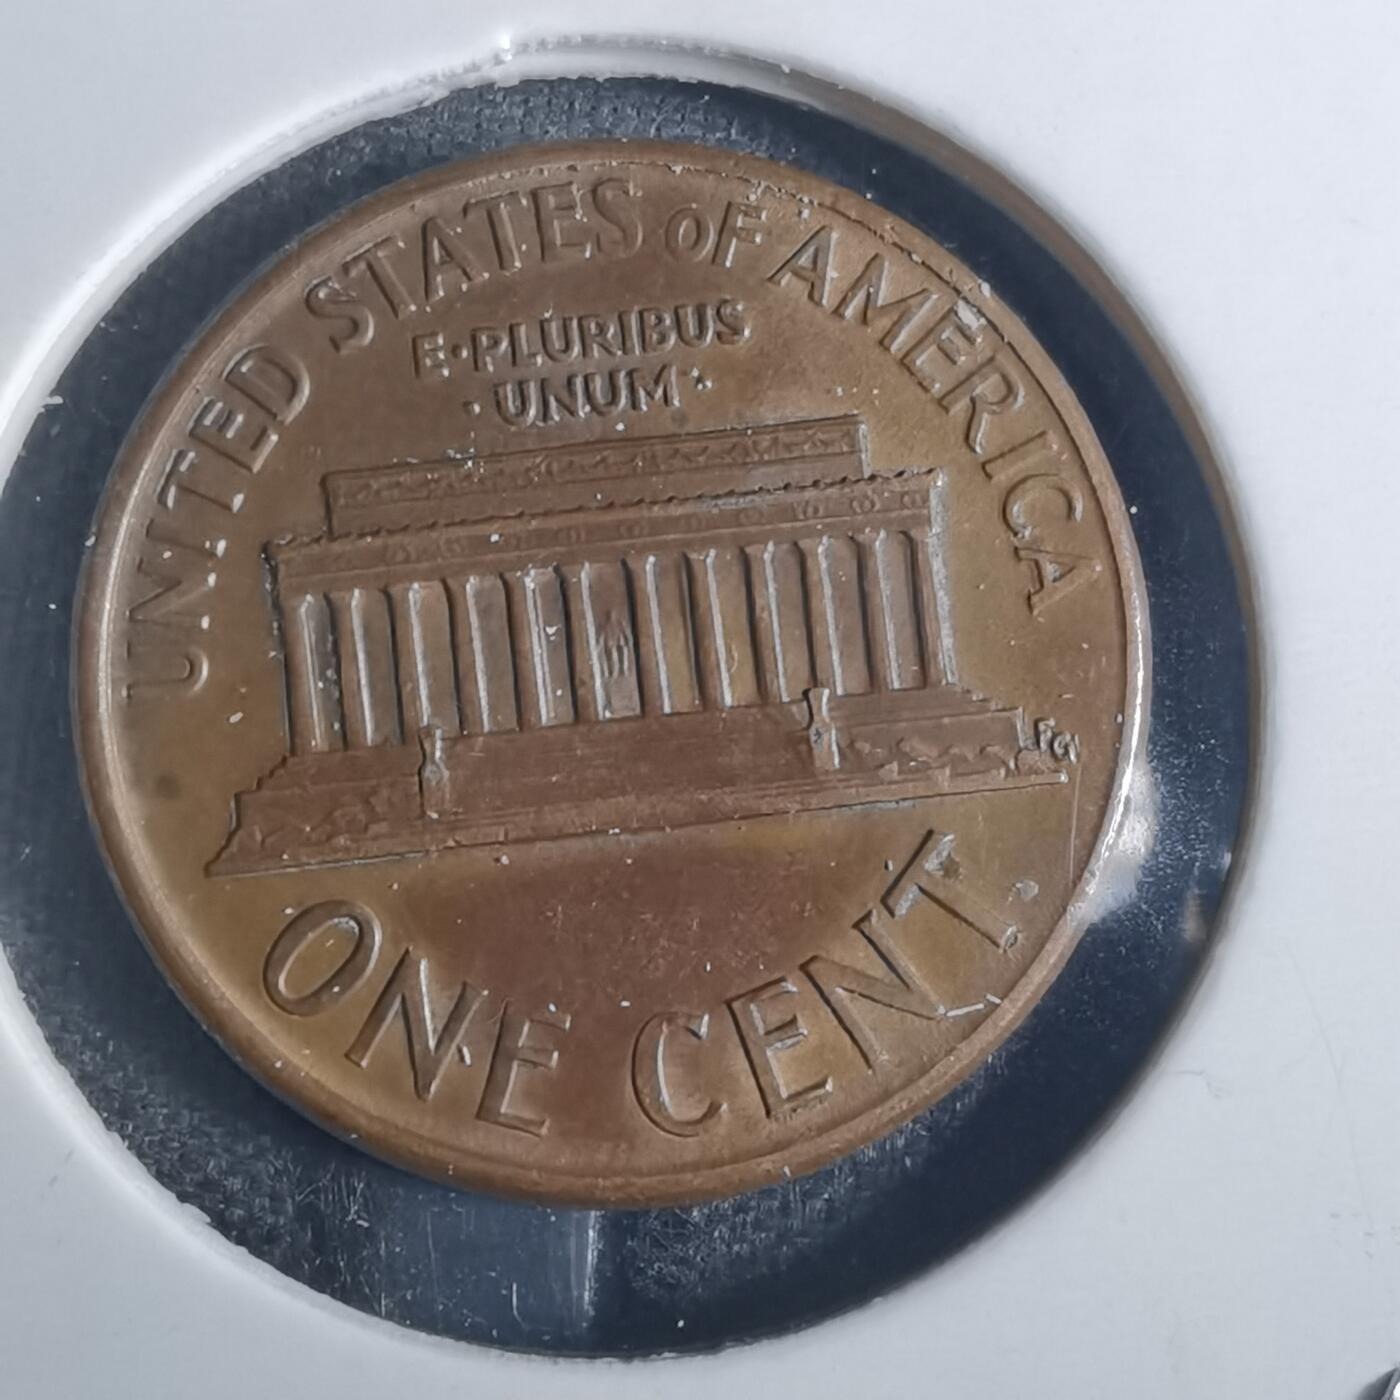 UNITED STATES OF AMERICA
E·PLURIBUS
·UNUM·
FG
ONE CENT